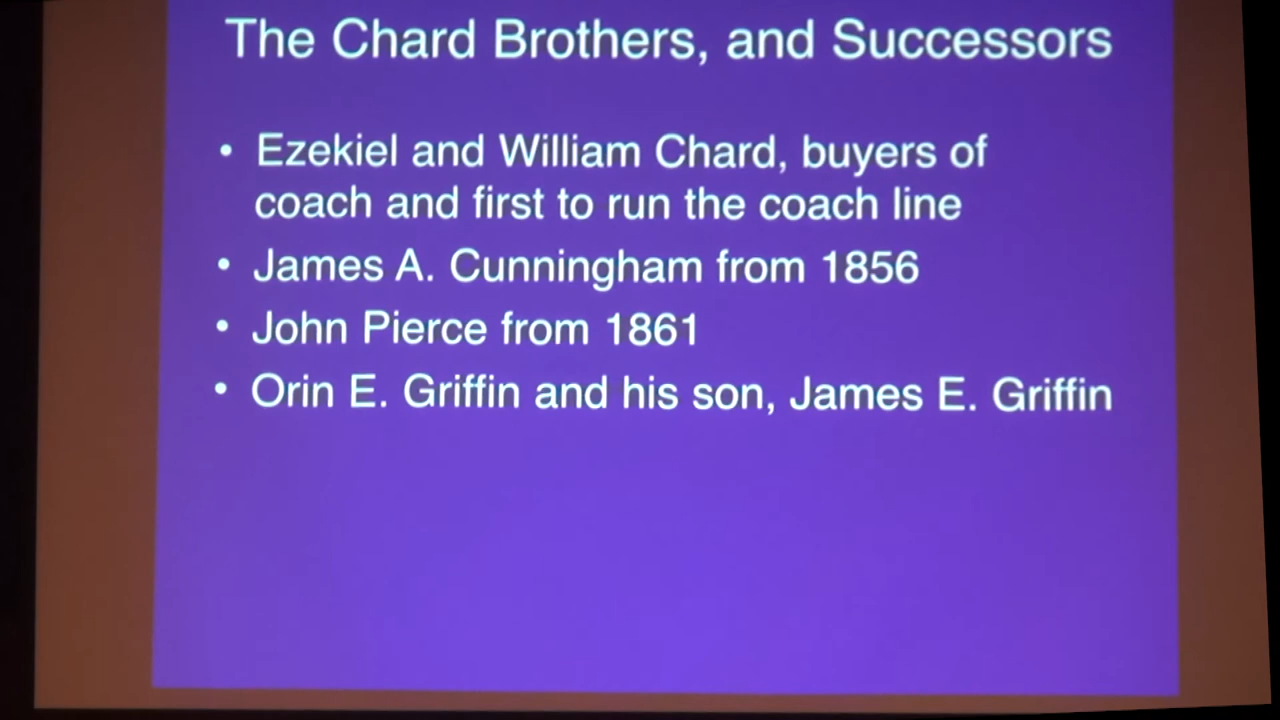 The Chard Brothers, and Successors
• Ezekiel and William Chard, buyers of
coach and first to run the coach line
• James A. Cunningham from 1856
• John Pierce from 1861
• Orin E. Griffin and his son, James E. Griffin